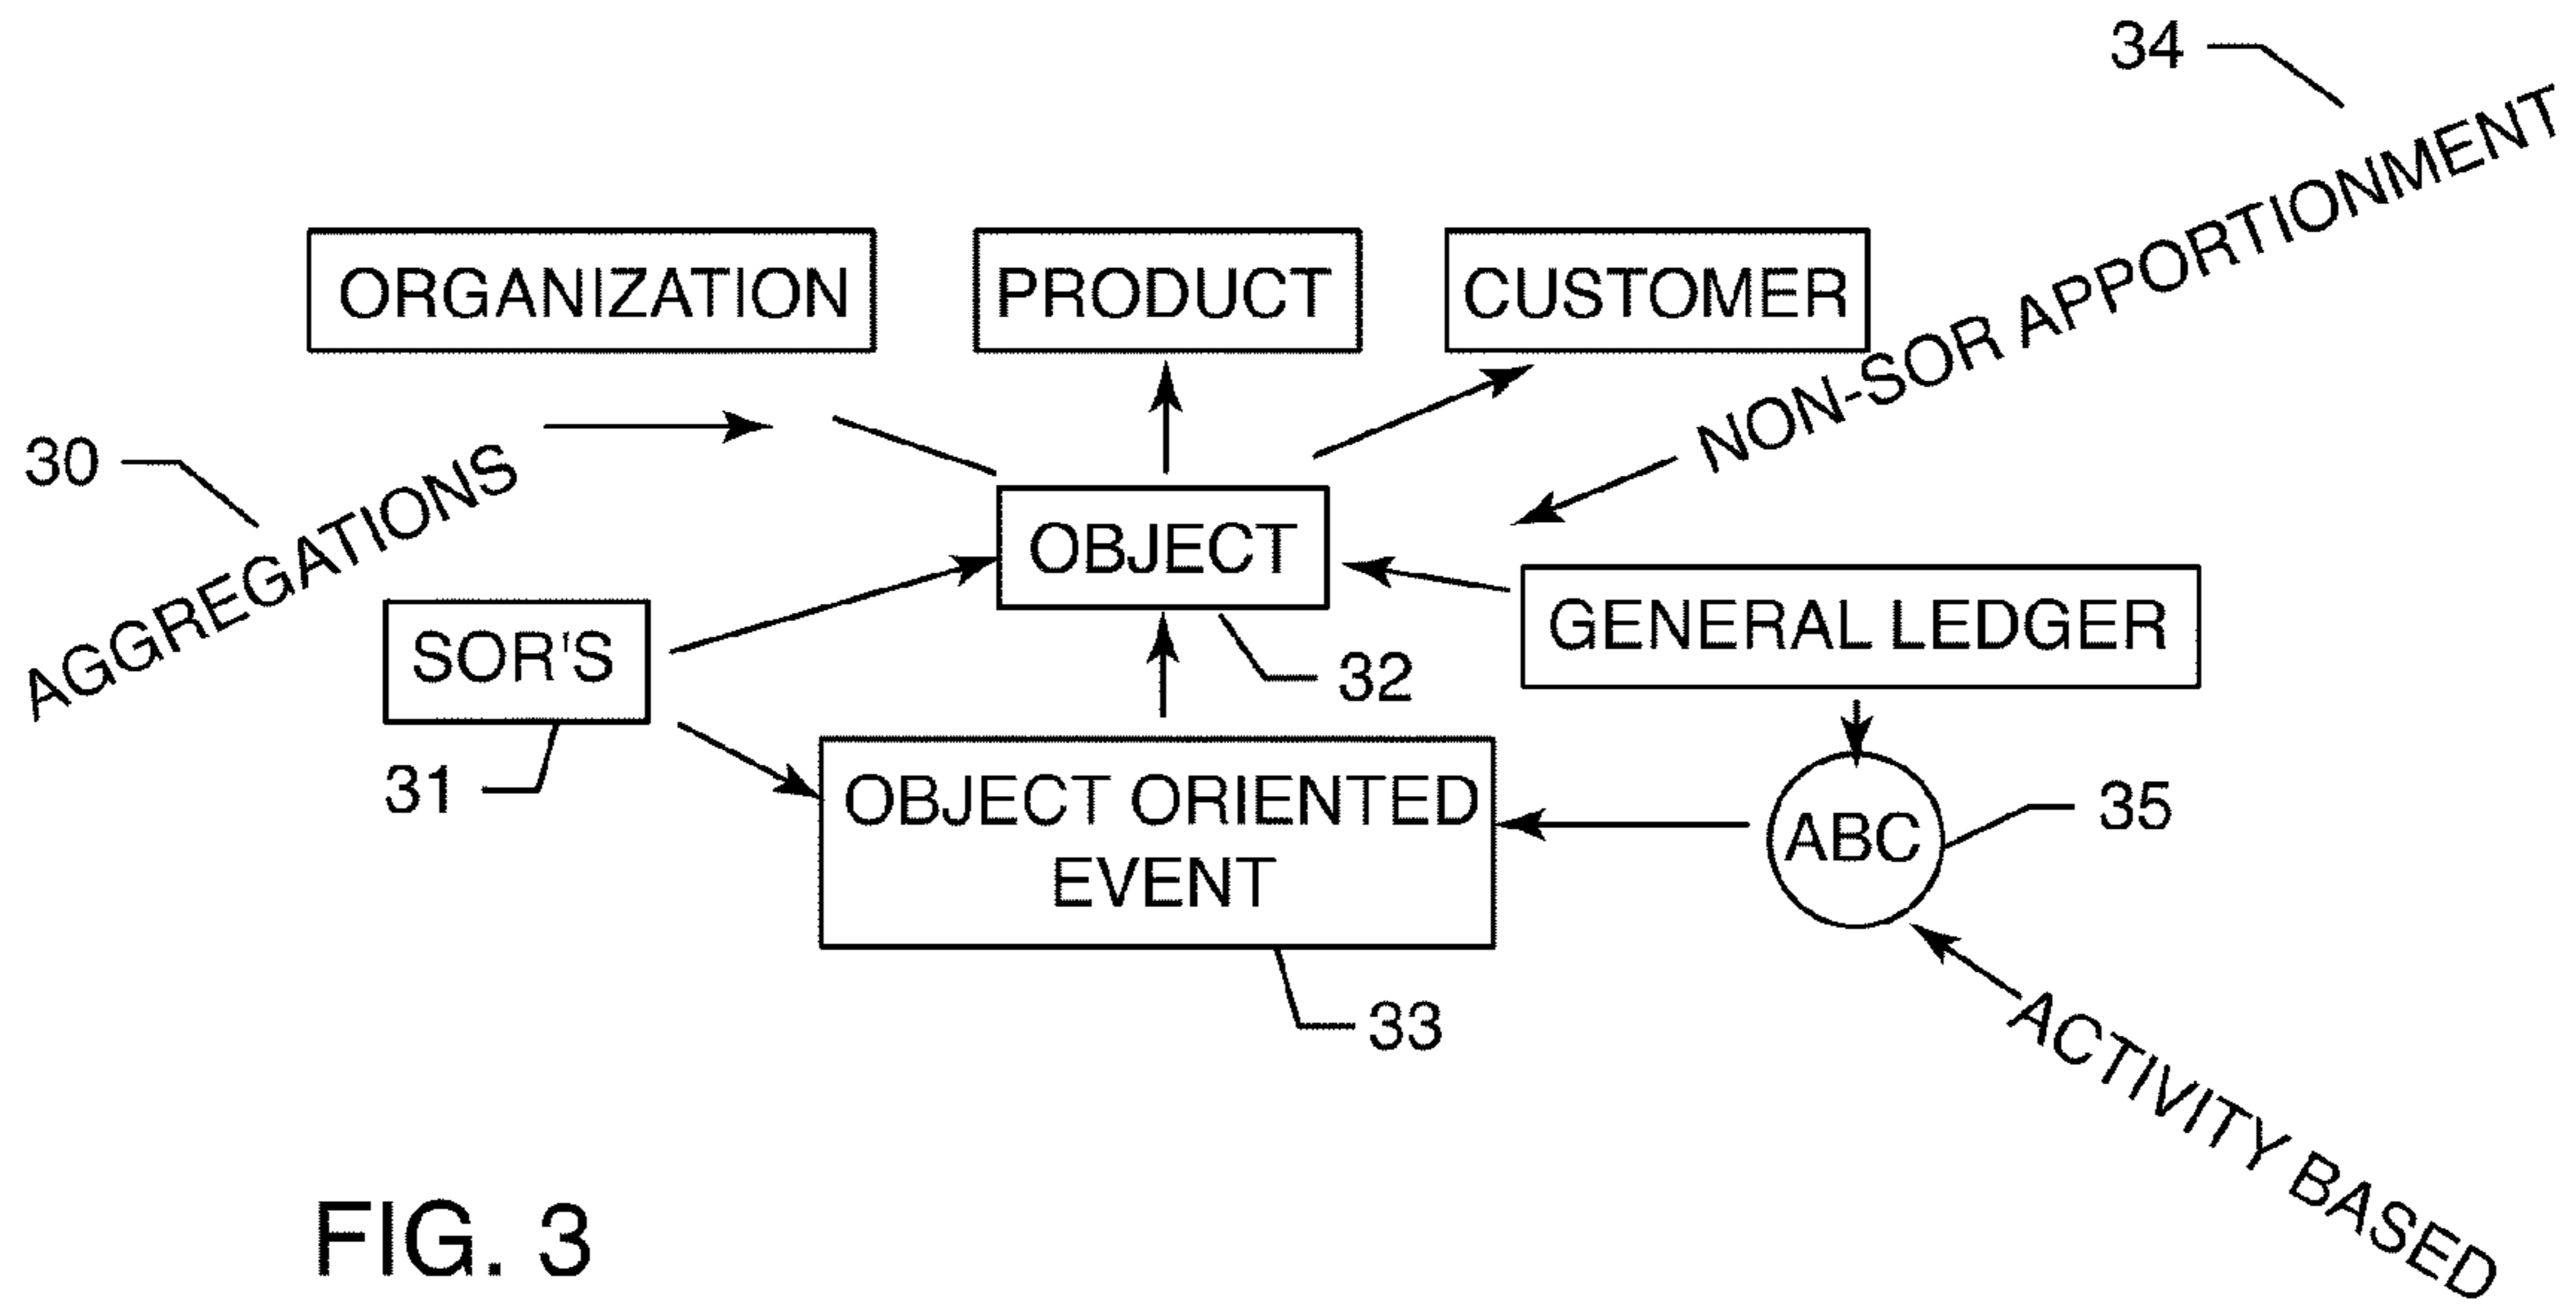 34
NON-SOR APPORTIONMENT
ORGANIZATION
PRODUCT
CUSTOMER
30
AGGREGATIONS
OBJECT
SOR'S
GENERAL LEDGER
32
31
OBJECT ORIENTED
EVENT
ABC
35
33
ACTIVITY BASED
FIG. 3